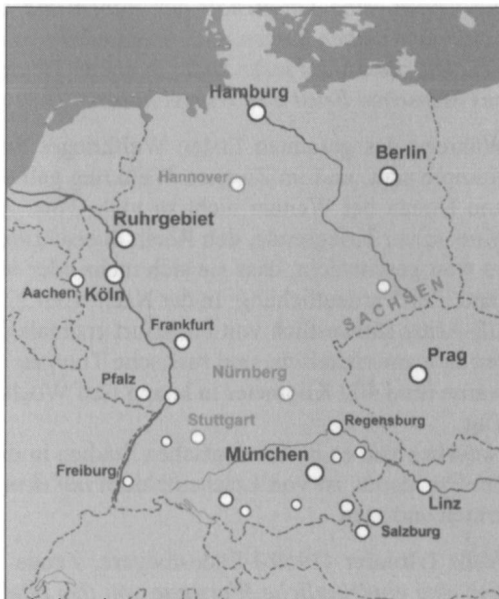 Hamburg
Berlin
Hannover
Ruhrgebiet
Aachen
Köln
SACHSEN
Frankfurt
Prag
Pfalz
Nürnberg
Stuttgart
Regensburg
München
Freiburg
Linz
Salzburg